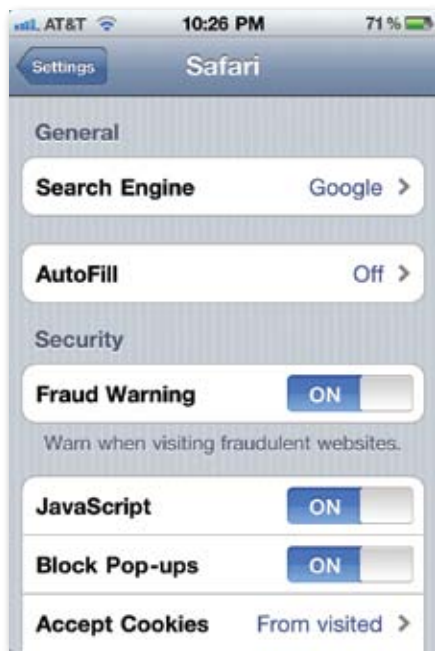 AT&T 10:26 PM 71%
Settings Safari
General
Search Engine Google
AutoFill Off
Security
Fraud Warning ON
Warn when visiting fraudulent websites.
JavaScript ON
Block Pop-ups ON
Accept Cookies From visited